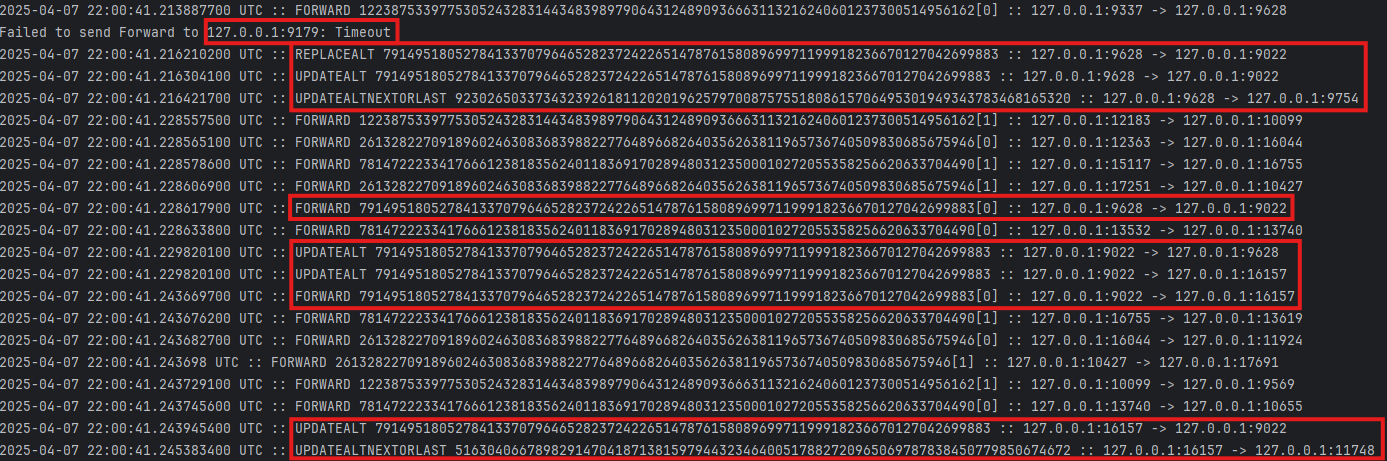 2025-04-07 22:00:41.213887700 UTC :: FORWARD 12238753397753052432831443483989790643124890936663113216240601237300514956162[0] :: 127.0.0.1:9337 -> 127.0.0.1:9628
Failed to send Forward to 127.0.0.1:9179: Timeout
2025-04-07 22:00:41.216210200 UTC :: REPLACEALT 79149518052784133707964652823724226514787615808969971199918236670127042699883 :: 127.0.0.1:9628 -> 127.0.0.1:9022
2025-04-07 22:00:41.216304100 UTC :: UPDATEALT 79149518052784133707964652823724226514787615808969971199918236670127042699883 :: 127.0.0.1:9628 -> 127.0.0.1:9022
2025-04-07 22:00:41.216421700 UTC :: UPDATEALTNEXTORLAST 92302650337343239261811202019625797008757551808615706495301949343783468165320 :: 127.0.0.1:9628 -> 127.0.0.1:9754
2025-04-07 22:00:41.228557500 UTC :: FORWARD 12238753397753052432831443483989790643124890936663113216240601237300514956162[1] :: 127.0.0.1:12183 -> 127.0.0.1:10099
2025-04-07 22:00:41.228565100 UTC :: FORWARD 26132822709189602463083683988227764896682640356263811965736740509830685675946[0] :: 127.0.0.1:12363 -> 127.0.0.1:16044
2025-04-07 22:00:41.228578600 UTC :: FORWARD 78147222334176661238183562401183691702894803123500010272055358256620633704490[1] :: 127.0.0.1:15117 -> 127.0.0.1:16755
2025-04-07 22:00:41.228606900 UTC :: FORWARD 26132822709189602463083683988227764896682640356263811965736740509830685675946[1] :: 127.0.0.1:17251 -> 127.0.0.1:10427
2025-04-07 22:00:41.228617900 UTC :: FORWARD 79149518052784133707964652823724226514787615808969971199918236670127042699883[0] :: 127.0.0.1:9628 -> 127.0.0.1:9022
2025-04-07 22:00:41.228633800 UTC :: FORWARD 78147222334176661238183562401183691702894803123500010272055358256620633704490[0] :: 127.0.0.1:13532 -> 127.0.0.1:13740
2025-04-07 22:00:41.229820100 UTC :: UPDATEALT 79149518052784133707964652823724226514787615808969971199918236670127042699883 :: 127.0.0.1:9022 -> 127.0.0.1:9628
2025-04-07 22:00:41.229820100 UTC :: UPDATEALT 79149518052784133707964652823724226514787615808969971199918236670127042699883 :: 127.0.0.1:9022 -> 127.0.0.1:16157
2025-04-07 22:00:41.243669700 UTC :: FORWARD 79149518052784133707964652823724226514787615808969971199918236670127042699883[0] :: 127.0.0.1:9022 -> 127.0.0.1:16157
2025-04-07 22:00:41.243676200 UTC :: FORWARD 78147222334176661238183562401183691702894803123500010272055358256620633704490[1] :: 127.0.0.1:16755 -> 127.0.0.1:13619
2025-04-07 22:00:41.243682700 UTC :: FORWARD 26132822709189602463083683988227764896682640356263811965736740509830685675946[0] :: 127.0.0.1:16044 -> 127.0.0.1:11924
2025-04-07 22:00:41.243698 UTC :: FORWARD 26132822709189602463083683988227764896682640356263811965736740509830685675946[1] :: 127.0.0.1:10427 -> 127.0.0.1:17691
2025-04-07 22:00:41.243729100 UTC :: FORWARD 12238753397753052432831443483989790643124890936663113216240601237300514956162[1] :: 127.0.0.1:10099 -> 127.0.0.1:9569
2025-04-07 22:00:41.243745600 UTC :: FORWARD 78147222334176661238183562401183691702894803123500010272055358256620633704490[0] :: 127.0.0.1:13740 -> 127.0.0.1:10655
2025-04-07 22:00:41.243945400 UTC :: UPDATEALT 79149518052784133707964652823724226514787615808969971199918236670127042699883 :: 127.0.0.1:16157 -> 127.0.0.1:9022
2025-04-07 22:00:41.245383400 UTC :: UPDATEALTNEXTORLAST 51630406678982914704187138159794432346400517882720965069787838450779850674672 :: 127.0.0.1:16157 -> 127.0.0.1:11748